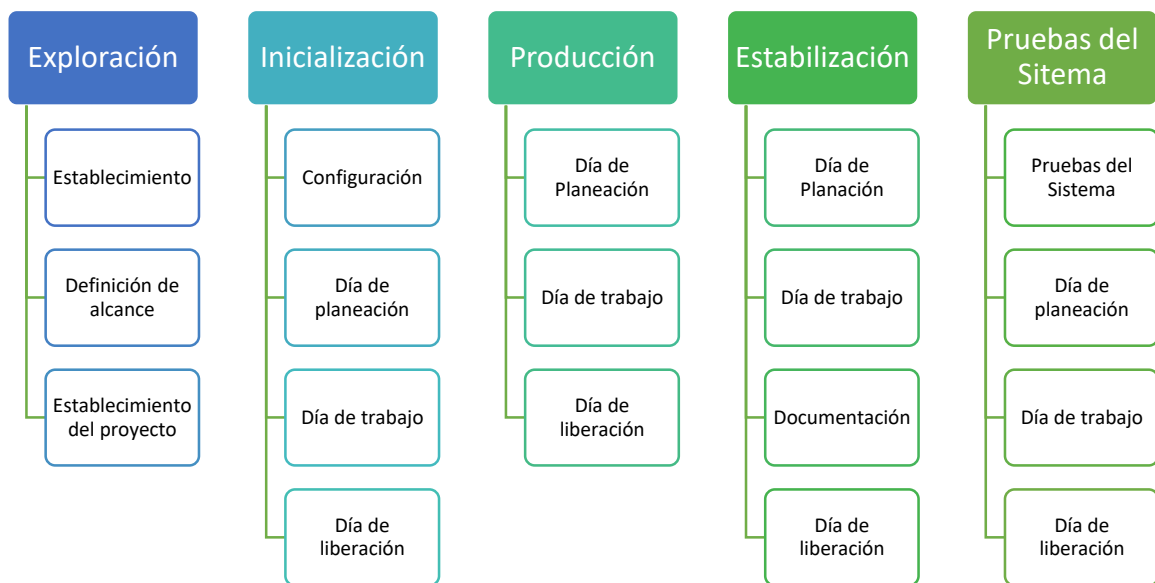 Exploración
Establecimiento
Definición de
alcance
Establecimiento
del proyecto
Inicialización
Configuración
Día de
planeación
Día de trabajo
Día de
liberación
Producción
Día de
Planeación
Día de trabajo
Día de
liberación
Estabilización
Día de
Planación
Día de trabajo
Documentación
Día de
liberación
Pruebas del
Sitema
Pruebas del
Sistema
Día de
planeación
Día de trabajo
Día de
liberación